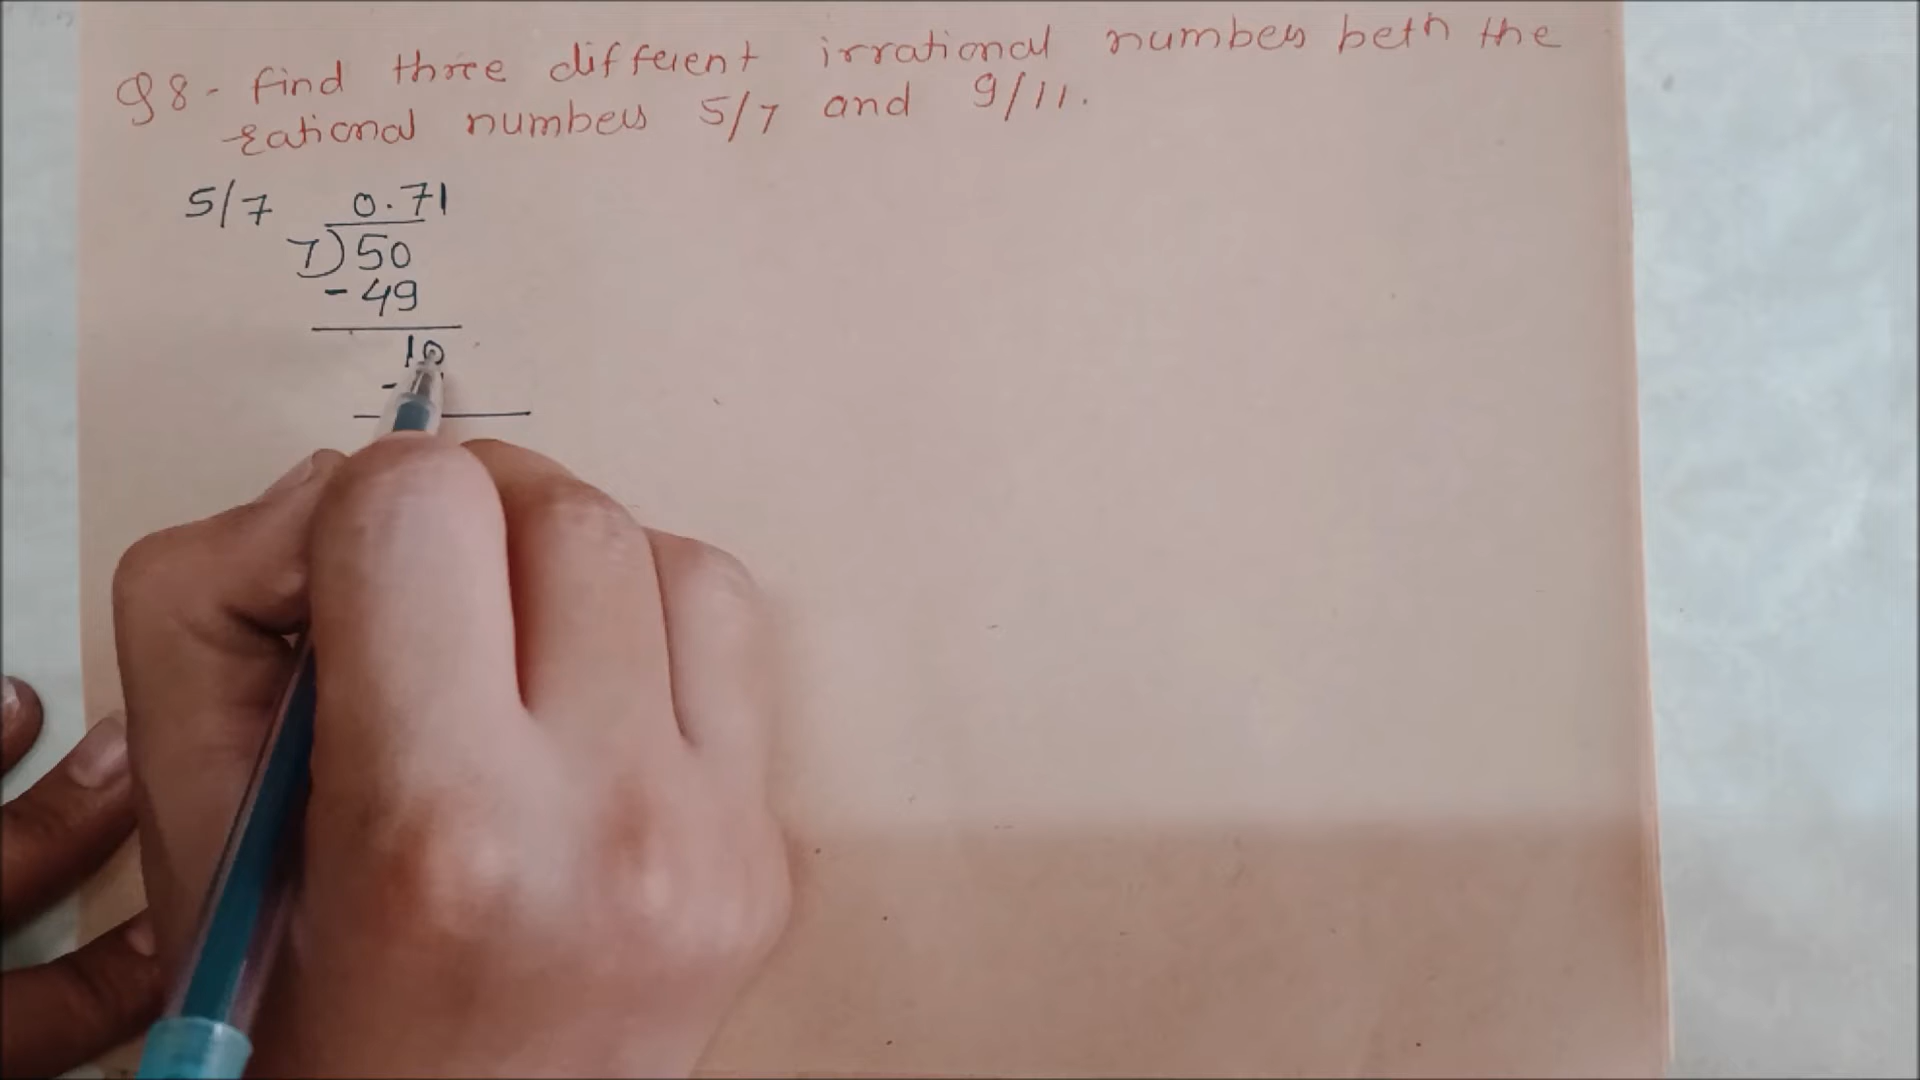 Q8- find three different irrational numbers betn the
rational numbers 5/7 and 9/11.
5/7 0.71
7)50
-49
10
-